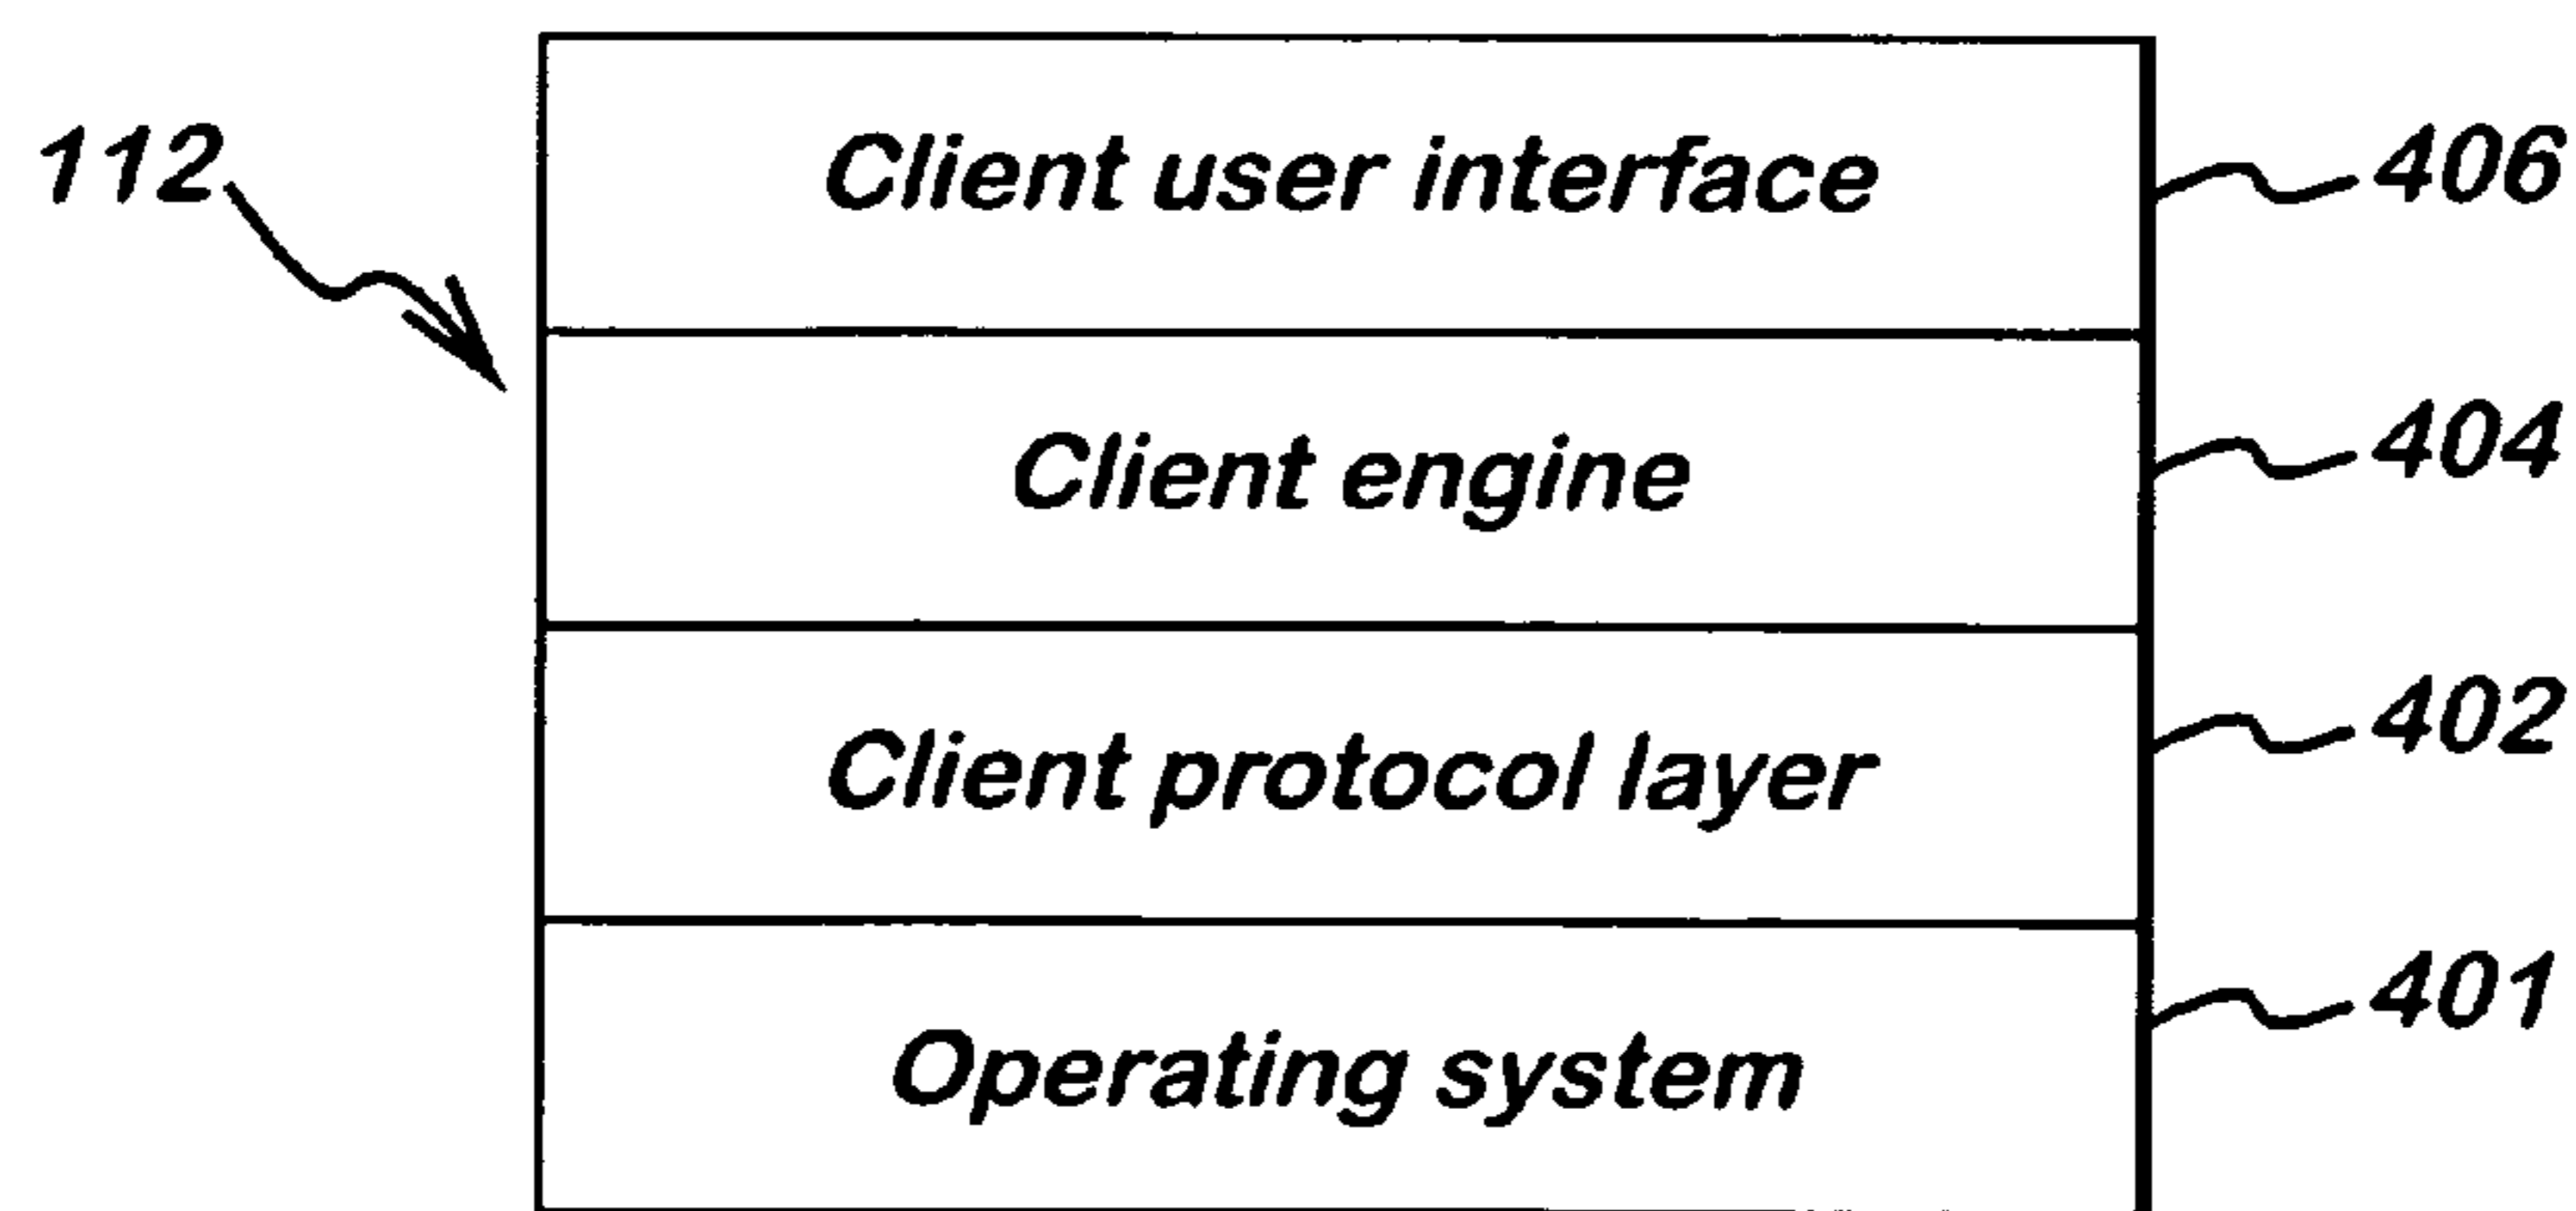 112
Client user interface 406
Client engine 404
Client protocol layer 402
Operating system 401